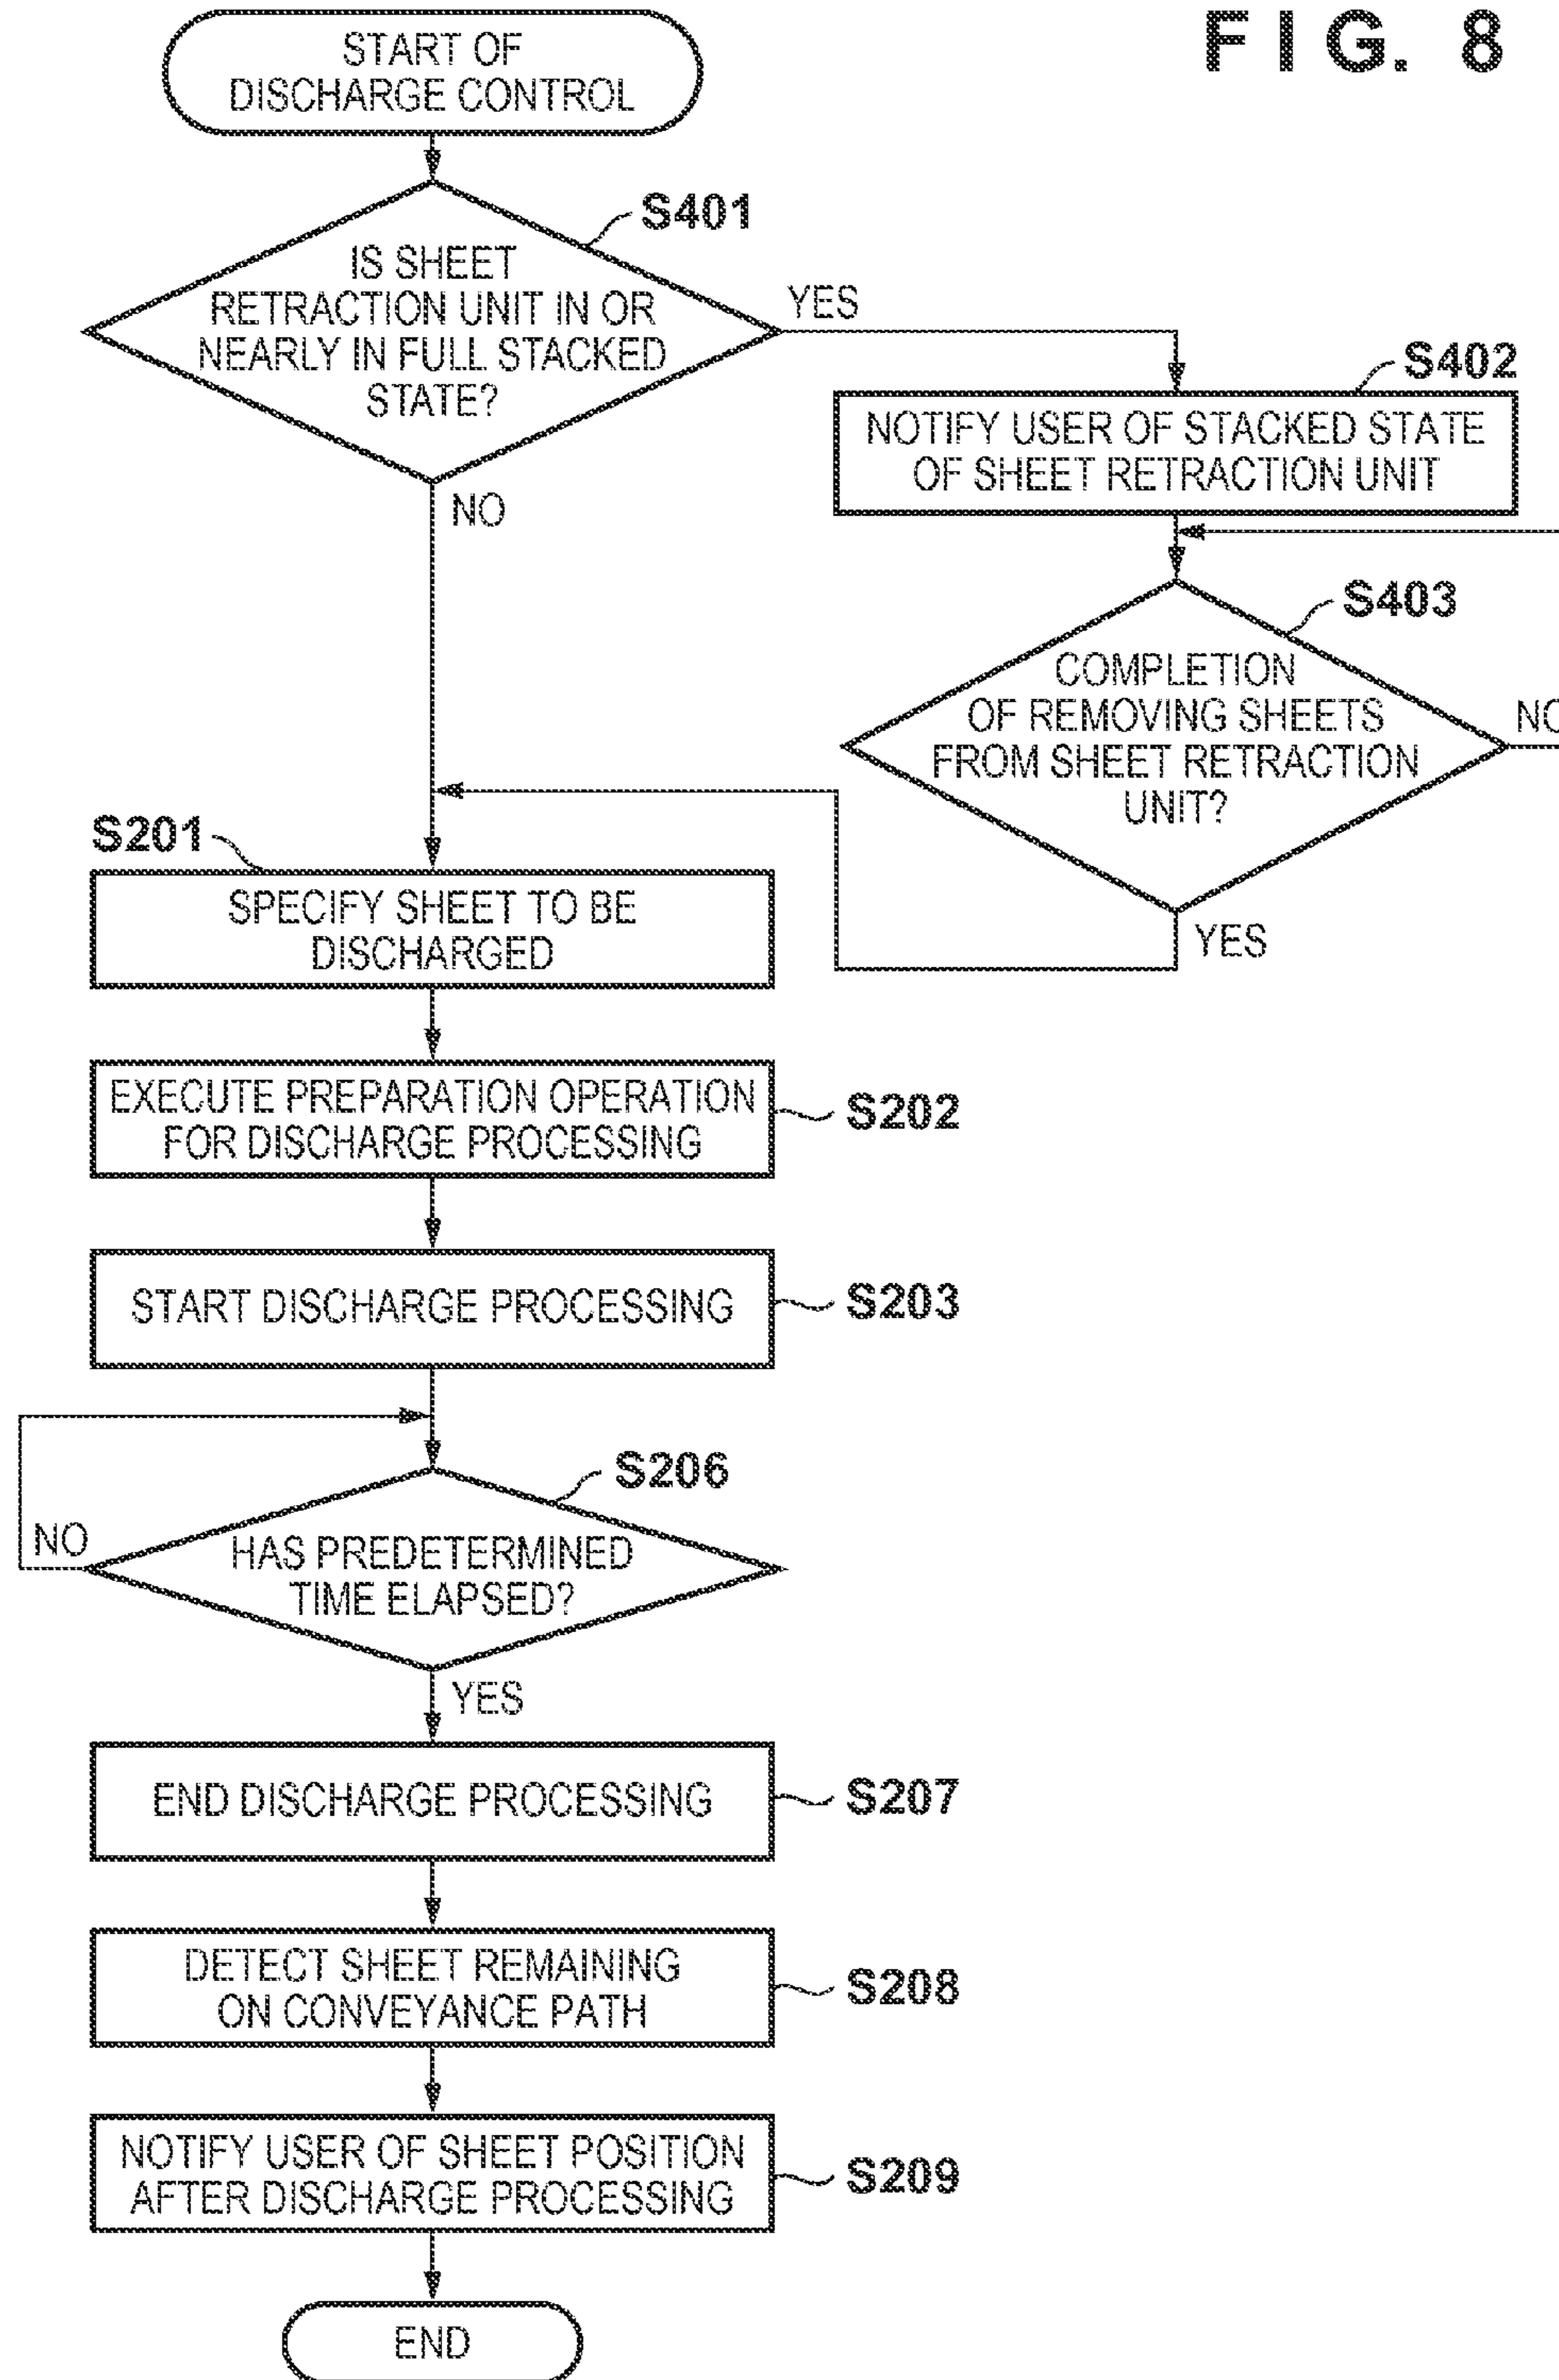 FIG. 8
START OF
DISCHARGE CONTROL
S401
IS SHEET
RETRACTION UNIT IN OR
NEARLY IN FULL STACKED
STATE?
YES
NO
S402
NOTIFY USER OF STACKED STATE
OF SHEET RETRACTION UNIT
S403
COMPLETION
OF REMOVING SHEETS
FROM SHEET RETRACTION
UNIT?
NO
YES
S201
SPECIFY SHEET TO BE
DISCHARGED
EXECUTE PREPARATION OPERATION
FOR DISCHARGE PROCESSING
S202
START DISCHARGE PROCESSING
S203
S206
NO
HAS PREDETERMINED
TIME ELAPSED?
YES
END DISCHARGE PROCESSING
S207
DETECT SHEET REMAINING
ON CONVEYANCE PATH
S208
NOTIFY USER OF SHEET POSITION
AFTER DISCHARGE PROCESSING
S209
END